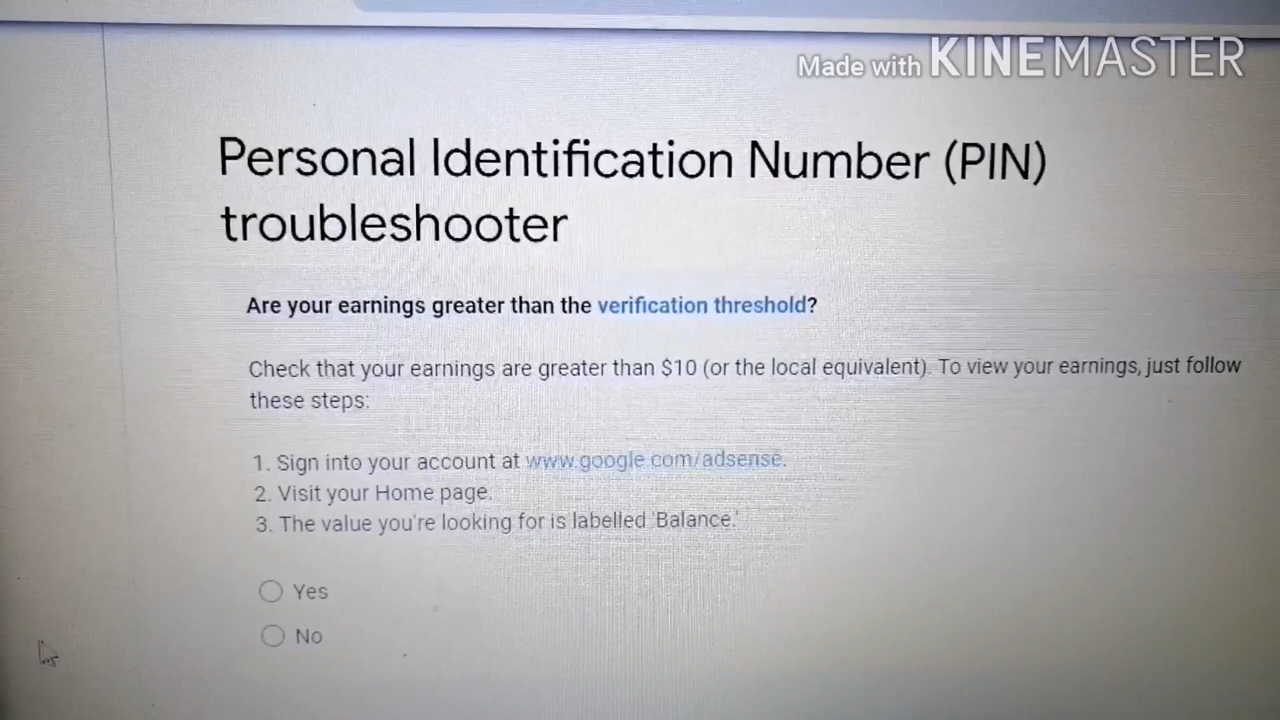 Made with KINEMASTER
Personal Identification Number (PIN)
troubleshooter
Are your earnings greater than the verification threshold?
Check that your earnings are greater than $10 (or the local equivalent). To view your earnings, just follow
these steps:
1. Sign into your account at www.google.com/adsense.
2. Visit your Home page.
3. The value you're looking for is labelled 'Balance.'
Yes
No